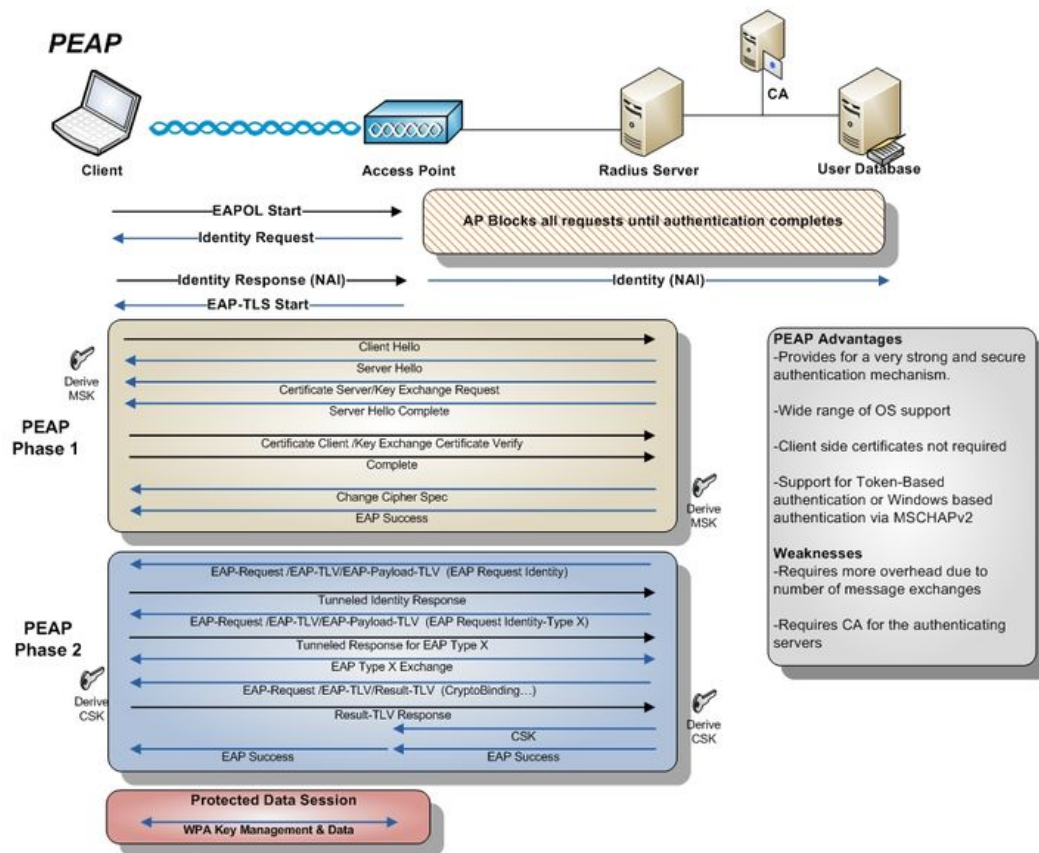 PEAP
CA
Client
Access Point
Radius Server
User Database
EAPOL Start
AP Blocks all requests until authentication completes
Identity Request
Identity Response (NAI)
Identity (NAI)
EAP-TLS Start
PEAP
Phase 1
Derive
MSK
Client Hello
Server Hello
Certificate Server/Key Exchange Request
Server Hello Complete
Certificate Client /Key Exchange Certificate Verify
Complete
Change Cipher Spec
EAP Success
Derive
MSK
PEAP
Phase 2
Derive
CSK
EAP-Request /EAP-TLV/EAP-Payload-TLV (EAP Request Identity)
Tunneled Identity Response
EAP-Request /EAP-TLV/EAP-Payload-TLV (EAP Request Identity-Type X)
Tunneled Response for EAP Type X
EAP Type X Exchange
EAP-Request /EAP-TLV/Result-TLV (CryptoBinding...)
Result-TLV Response
CSK
EAP Success
EAP Success
Derive
CSK
Protected Data Session
WPA Key Management & Data
PEAP Advantages
-Provides for a very strong and secure
authentication mechanism.
-Wide range of OS support
-Client side certificates not required
-Support for Token-Based
authentication or Windows based
authentication via MSCHAPv2
Weaknesses
-Requires more overhead due to
number of message exchanges
-Requires CA for the authenticating
servers